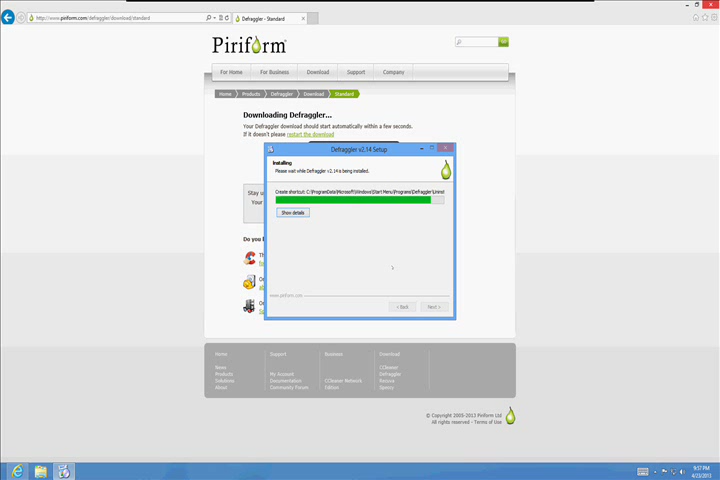 http://www.piriform.com/defraggler/download/standard
Defraggler - Standard
Piriform
For Home
For Business
Download
Support
Company
Home
Products
Defraggler
Download
Standard
Downloading Defraggler...
Your Defraggler download should start automatically within a few seconds.
If it doesn't please restart the download
Defraggler v2.14 Setup
Installing
Please wait while Defraggler v2.14 is being installed.
Create shortcut: C:\ProgramData\Microsoft\Windows\Start Menu\Programs\Defraggler\Uninst
Show details
Stay u
Your
Do you
www.piriform.com
< Back
Next >
Home
Support
Business
Download
News
Products
Solutions
About
My Account
Documentation
Community Forum
CCleaner Network
Edition
CCleaner
Defraggler
Recuva
Speccy
© Copyright 2005-2013 Piriform Ltd
All rights reserved - Terms of Use
9:57 PM
4/23/2013